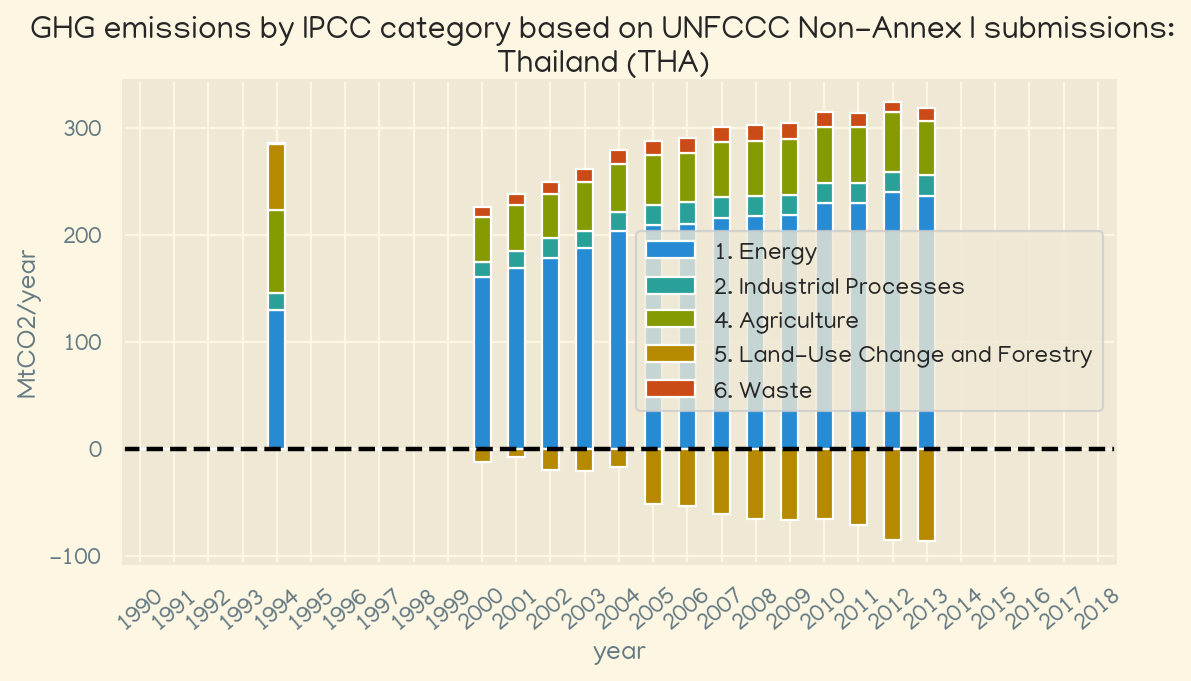 GHG emissions by IPCC category based on UNFCCC Non-Annex I submissions:
Thailand (THA)
MtCO2/year
300
200
100
0
−100
1. Energy
2. Industrial Processes
4. Agriculture
5. Land-Use Change and Forestry
6. Waste
1990 1991 1992 1993 1994 1995 1996 1997 1998 1999 2000 2001 2002 2003 2004 2005 2006 2007 2008 2009 2010 2011 2012 2013 2014 2015 2016 2017 2018
year